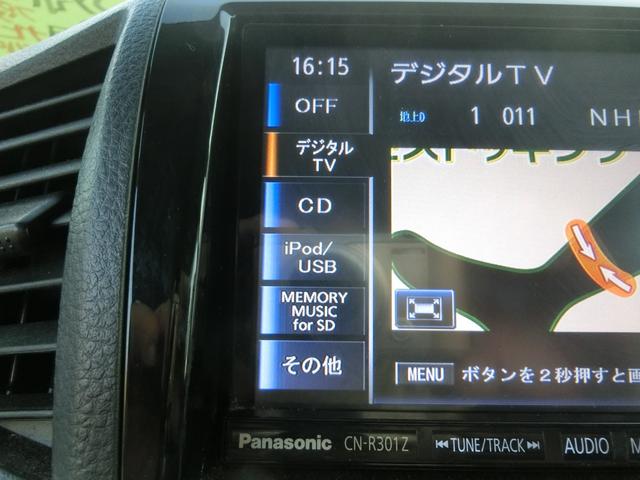 16:15
デジタルTV
OFF
地上D 1 011 NH
デジタル
TV
CD
iPod/
USB
MEMORY
MUSIC
for SD
その他
MENU ボタンを2秒押すと画
Panasonic CN-R301Z TUNE/TRACK AUDIO M